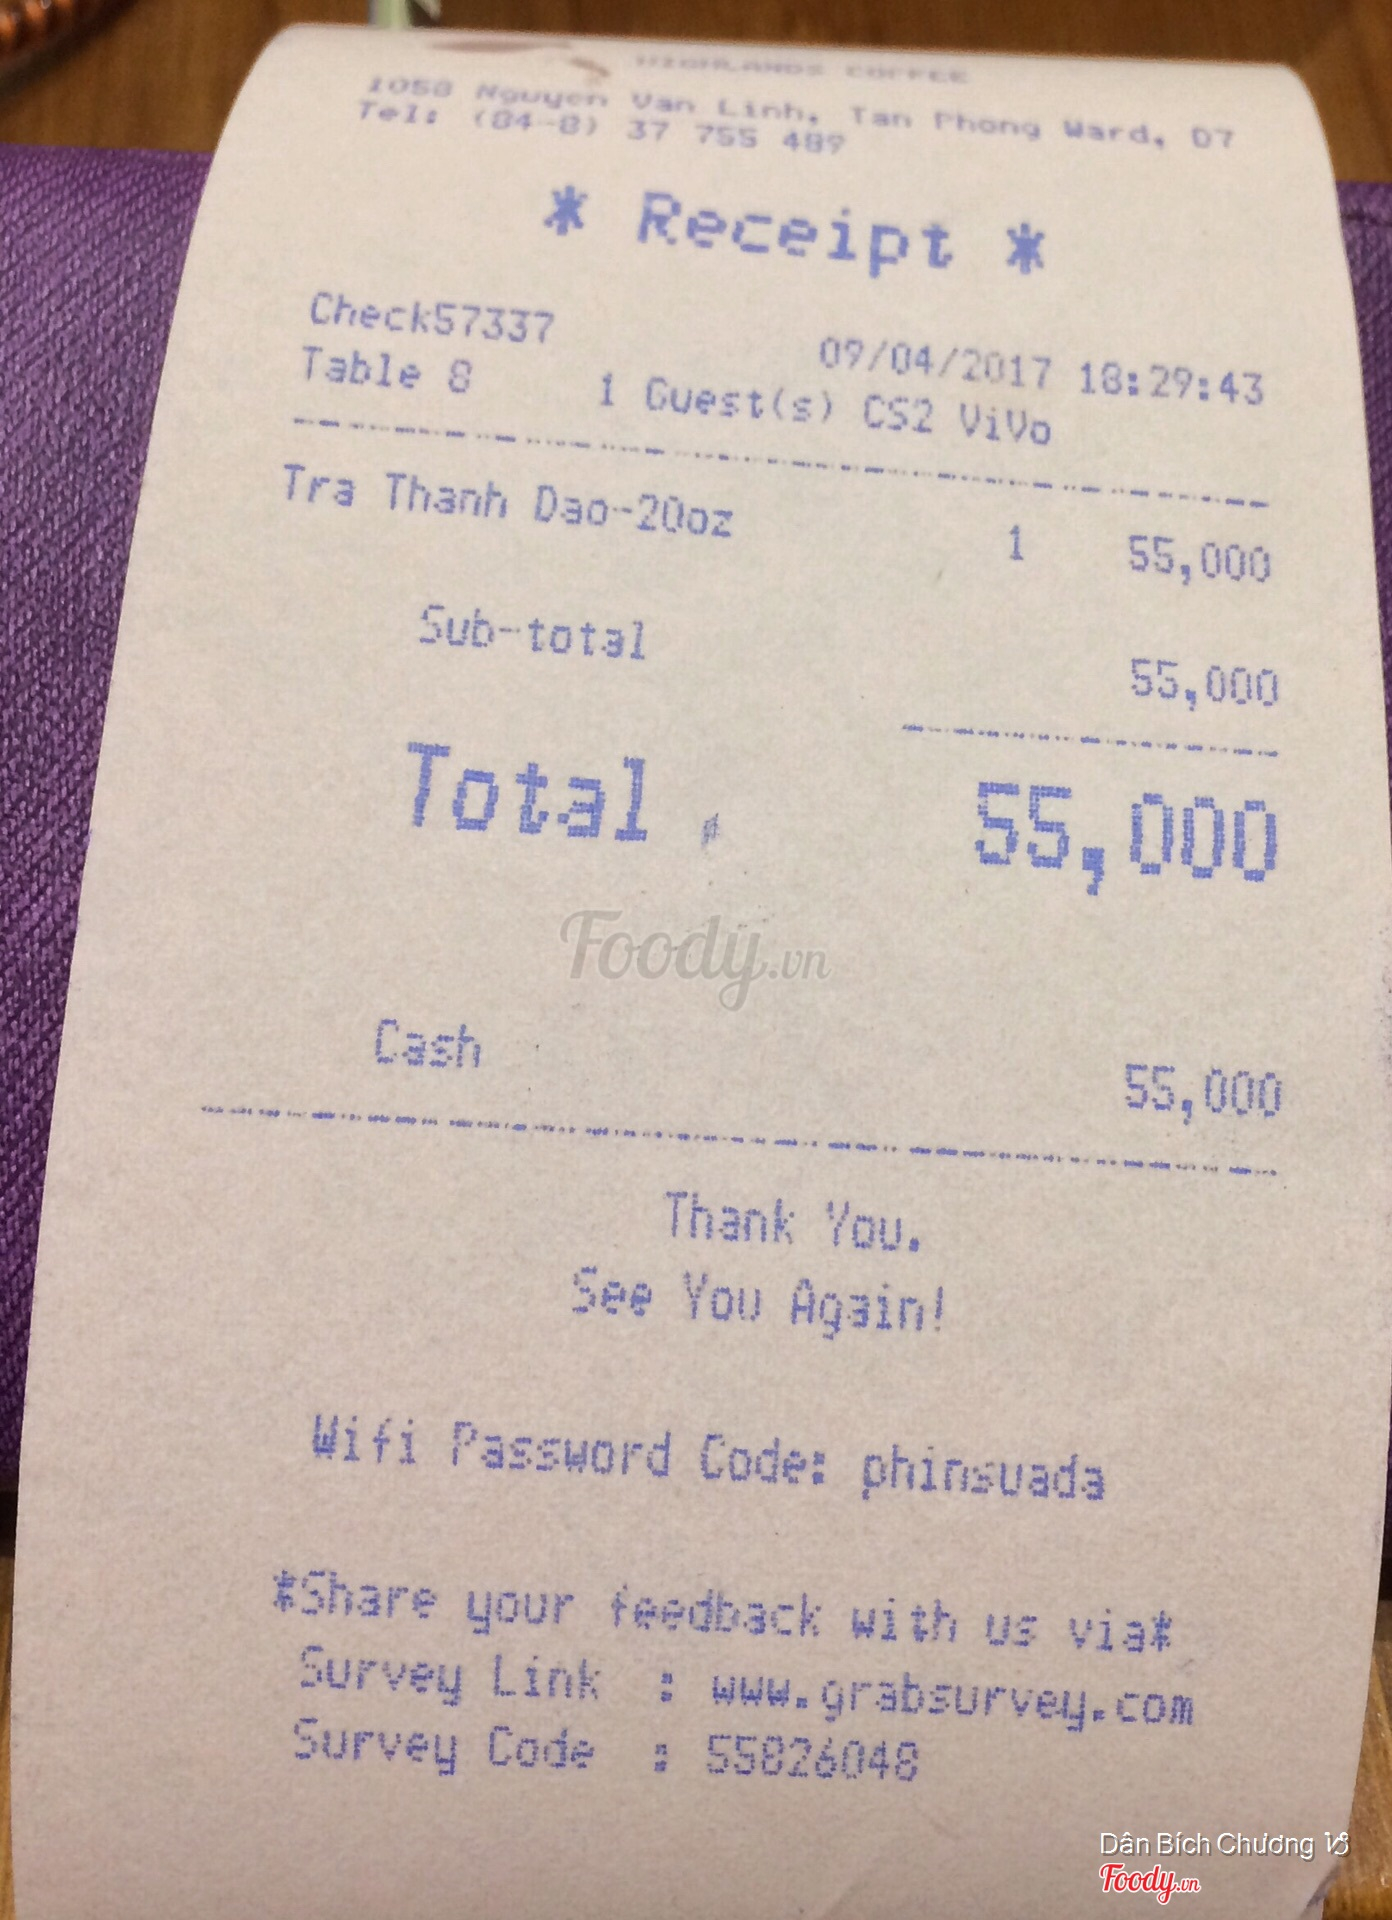 HIGHLANDS COFFEE
1058 Nguyen Van Linh, Tan Phong Ward, D7
Tel: (84-8) 37 755 489
* Receipt *
Check57337 09/04/2017 18:29:43
Table 8 1 Guest(s) CS2 ViVo
Tra Thanh Dao-20oz 1 55,000
Sub-total 55,000
Total 55,000
Foody.vn
Cash 55,000
Thank You.
See You Again!
Wifi Password Code: phinsuada
*Share your feedback with us via*
Survey Link : www.grabsurvey.com
Survey Code : 55826048
Dân Bích Chương
Foody.vn